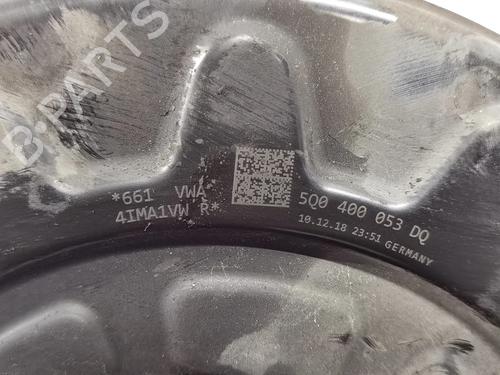 B-PARTS
*661 VWA
4IMA1VW R*
5Q0 400 053 DQ
10.12.18 23:51 GERMANY